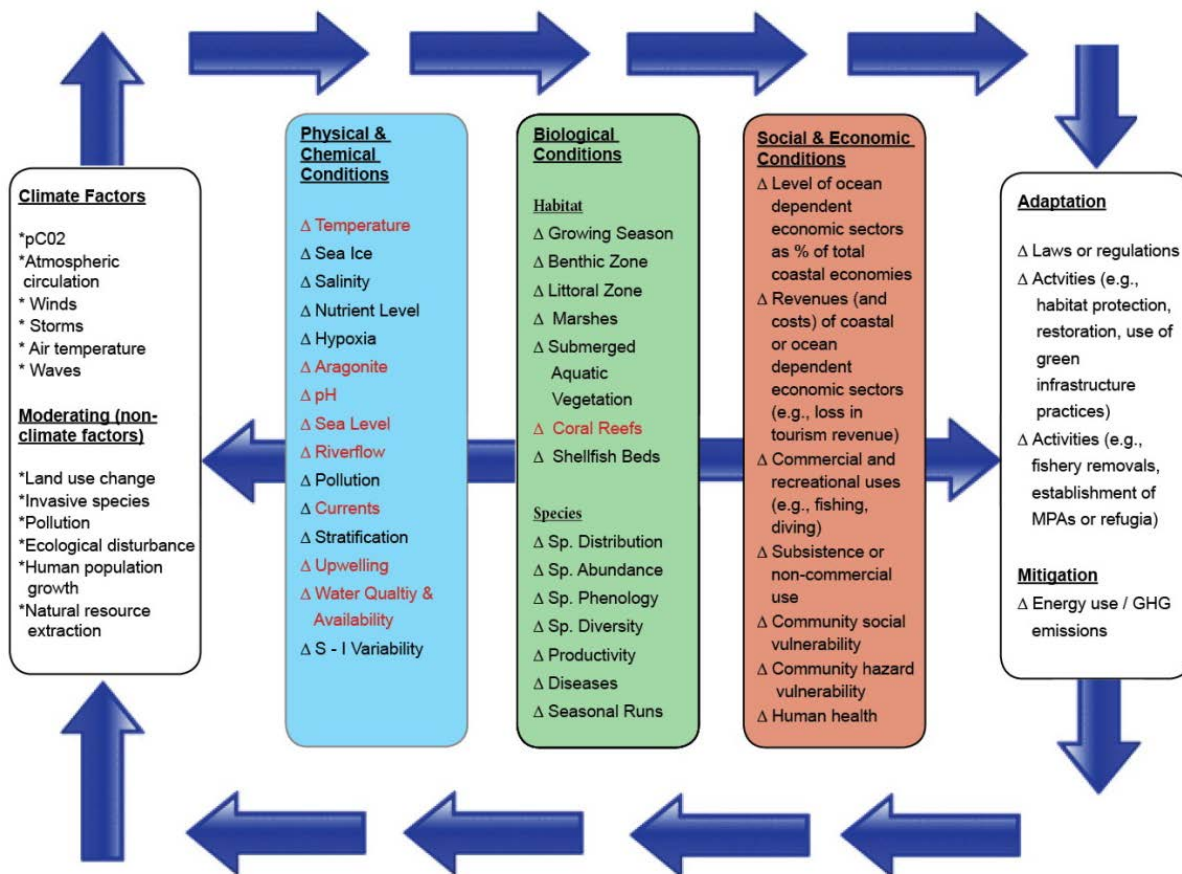 Climate Factors
*pC02
*Atmospheric
circulation
* Winds
* Storms
* Air temperature
* Waves
Moderating (non-
climate factors)
*Land use change
*Invasive species
*Pollution
*Ecological disturbance
*Human population
growth
*Natural resource
extraction
Physical &
Chemical
Conditions
Δ Temperature
Δ Sea Ice
Δ Salinity
Δ Nutrient Level
Δ Hypoxia
Δ Aragonite
Δ pH
Δ Sea Level
Δ Riverflow
Δ Pollution
Δ Currents
Δ Stratification
Δ Upwelling
Δ Water Qualtiy &
Availability
Δ S - I Variability
Biological
Conditions
Habitat
Δ Growing Season
Δ Benthic Zone
Δ Littoral Zone
Δ Marshes
Δ Submerged
Aquatic
Vegetation
Δ Coral Reefs
Δ Shellfish Beds
Species
Δ Sp. Distribution
Δ Sp. Abundance
Δ Sp. Phenology
Δ Sp. Diversity
Δ Productivity
Δ Diseases
Δ Seasonal Runs
Social & Economic
Conditions
Δ Level of ocean
dependent
economic sectors
as % of total
coastal economies
Δ Revenues (and
costs) of coastal
or ocean
dependent
economic sectors
(e.g., loss in
tourism revenue)
Δ Commercial and
recreational uses
(e.g., fishing,
diving)
Δ Subsistence or
non-commercial
use
Δ Community social
vulnerability
Δ Community hazard
vulnerability
Δ Human health
Adaptation
Δ Laws or regulations
Δ Actvities (e.g.,
habitat protection,
restoration, use of
green
infrastructure
practices)
Δ Activities (e.g.,
fishery removals,
establishment of
MPAs or refugia)
Mitigation
Δ Energy use / GHG
emissions